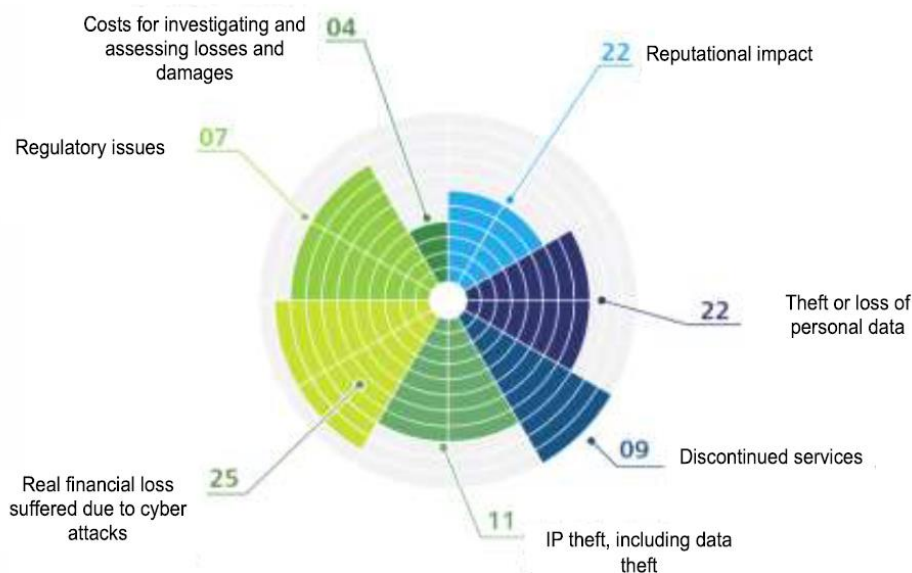 Costs for investigating and
assessing losses and
damages
04
22
Reputational impact
Regulatory issues
07
22
Theft or loss of
personal data
09
Discontinued services
Real financial loss
suffered due to cyber
attacks
25
11
IP theft, including data
theft